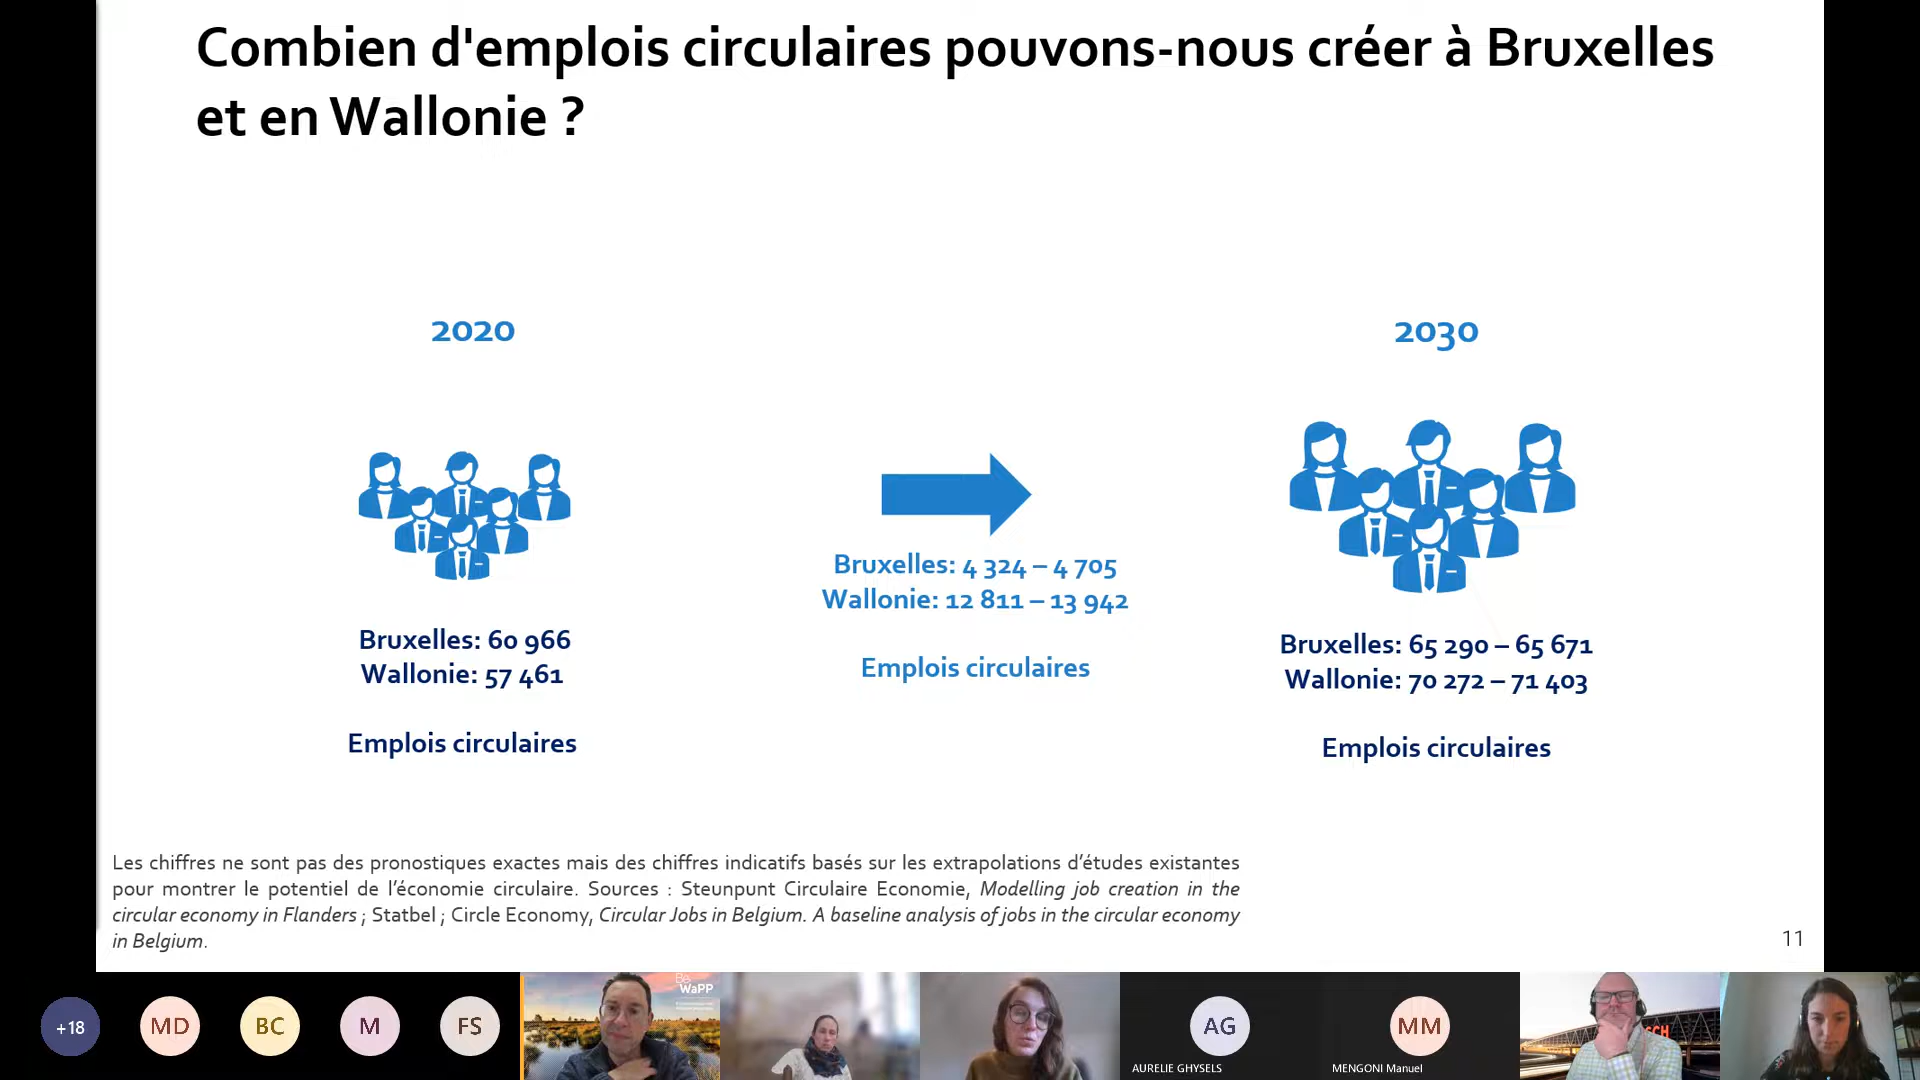 Combien d'emplois circulaires pouvons-nous créer à Bruxelles
et en Wallonie ?
2020
2030
Bruxelles: 4 324 – 4 705
Wallonie: 12 811 – 13 942
Emplois circulaires
Bruxelles: 60 966
Wallonie: 57 461
Emplois circulaires
Bruxelles: 65 290 – 65 671
Wallonie: 70 272 – 71 403
Emplois circulaires
Les chiffres ne sont pas des pronostiques exactes mais des chiffres indicatifs basés sur les extrapolations d’études existantes
pour montrer le potentiel de l’économie circulaire. Sources : Steunpunt Circulaire Economie, Modelling job creation in the
circular economy in Flanders ; Statbel ; Circle Economy, Circular Jobs in Belgium. A baseline analysis of jobs in the circular economy
in Belgium.
11
+18
MD
BC
M
FS
Be
WaPP
AG
AURELIE GHYSELS
MM
MENGONI Manuel